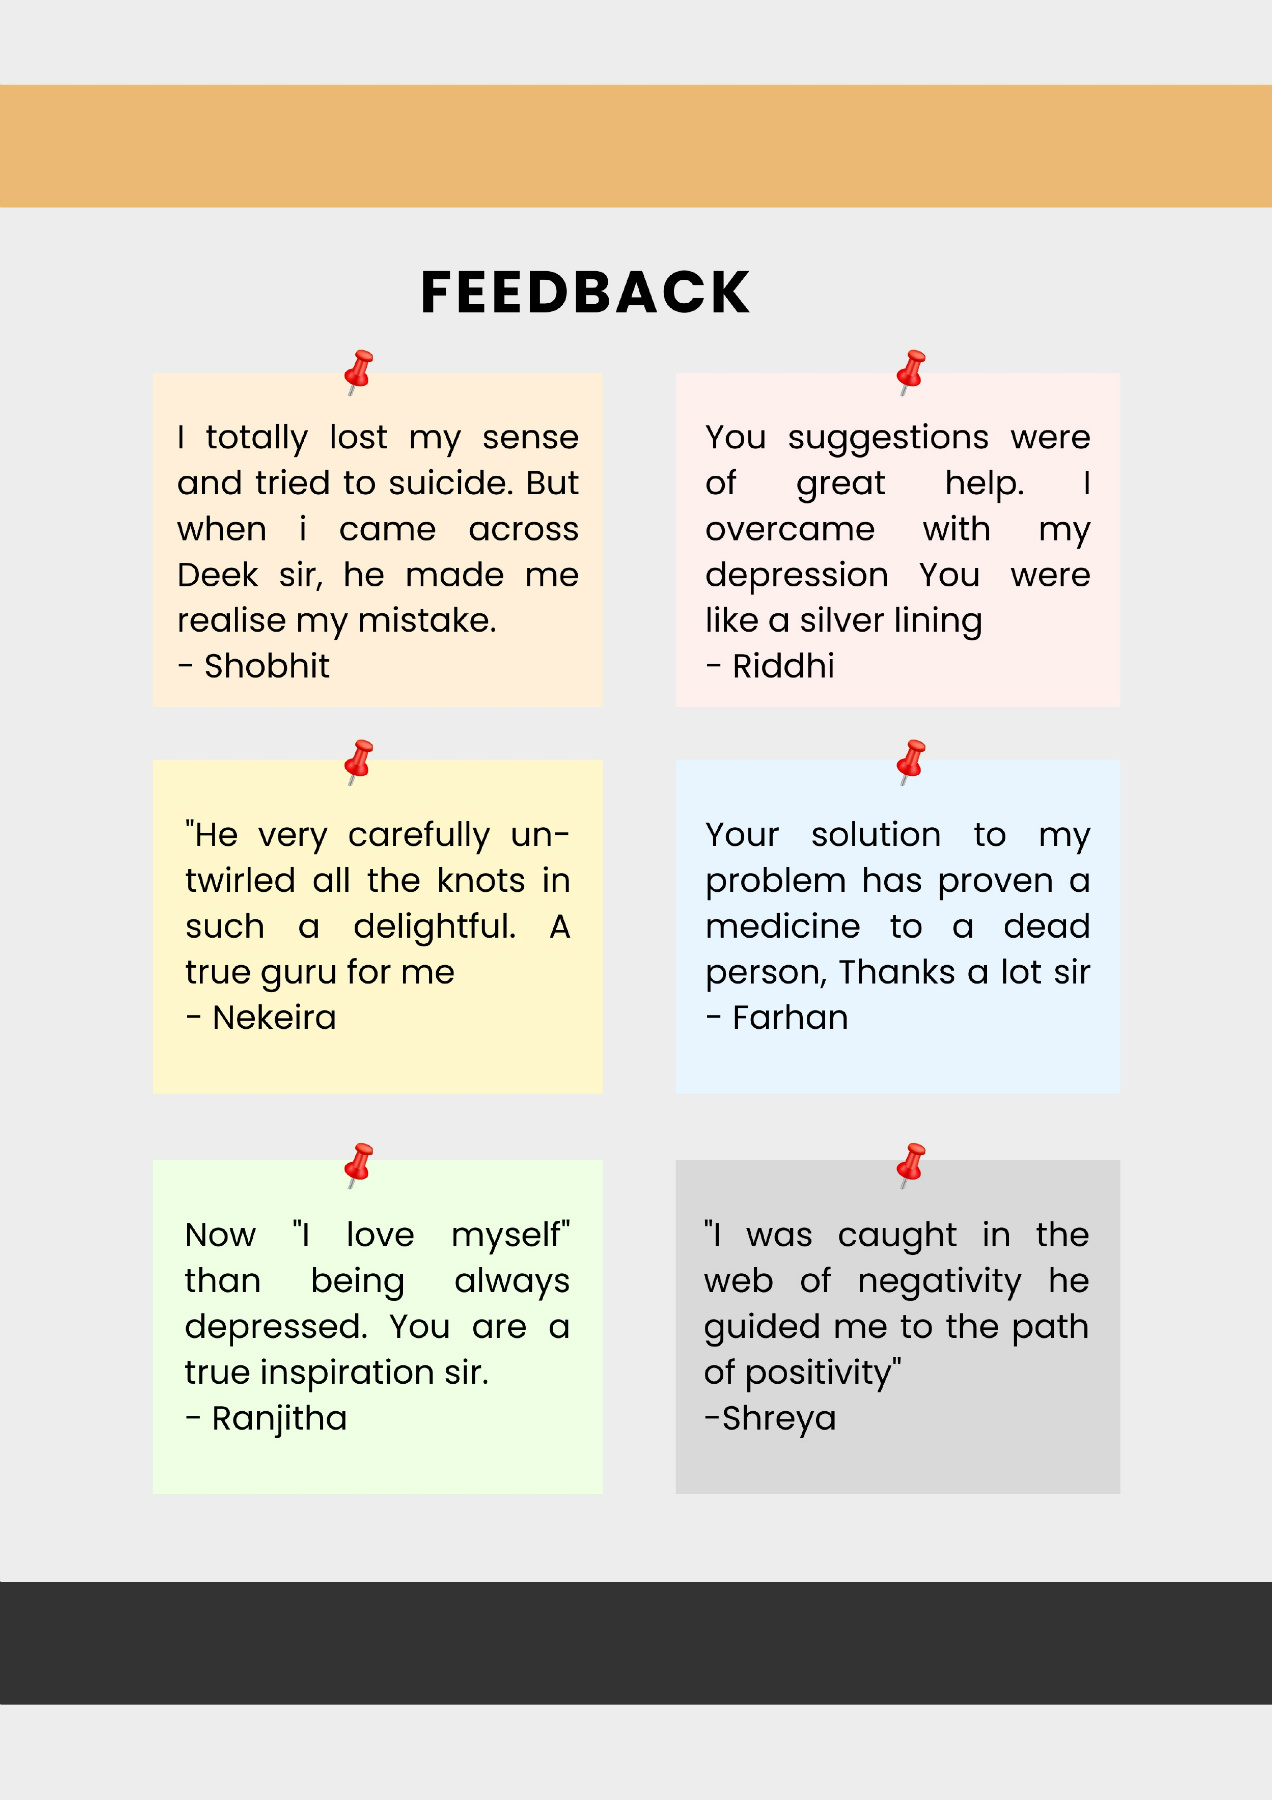 FEEDBACK
I totally lost my sense
and tried to suicide. But
when i came across
Deek sir, he made me
realise my mistake.
- Shobhit
You suggestions were
of great help. I
overcame with my
depression You were
like a silver lining
- Riddhi
"He very carefully un-
twirled all the knots in
such a delightful. A
true guru for me
- Nekeira
Your solution to my
problem has proven a
medicine to a dead
person, Thanks a lot sir
- Farhan
Now "I love myself"
than being always
depressed. You are a
true inspiration sir.
- Ranjitha
"I was caught in the
web of negativity he
guided me to the path
of positivity"
-Shreya